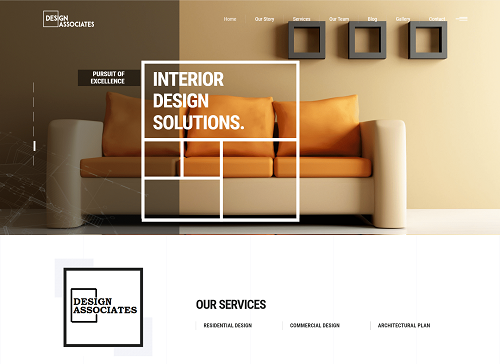 DESIGN
ASSOCIATES
Home
Our Story
Services
Our Team
Blog
Gallery
Contact
PURSUIT OF
EXCELLENCE
INTERIOR
DESIGN
SOLUTIONS.
DESIGN
ASSOCIATES
OUR SERVICES
RESIDENTIAL DESIGN
COMMERCIAL DESIGN
ARCHITECTURAL PLAN